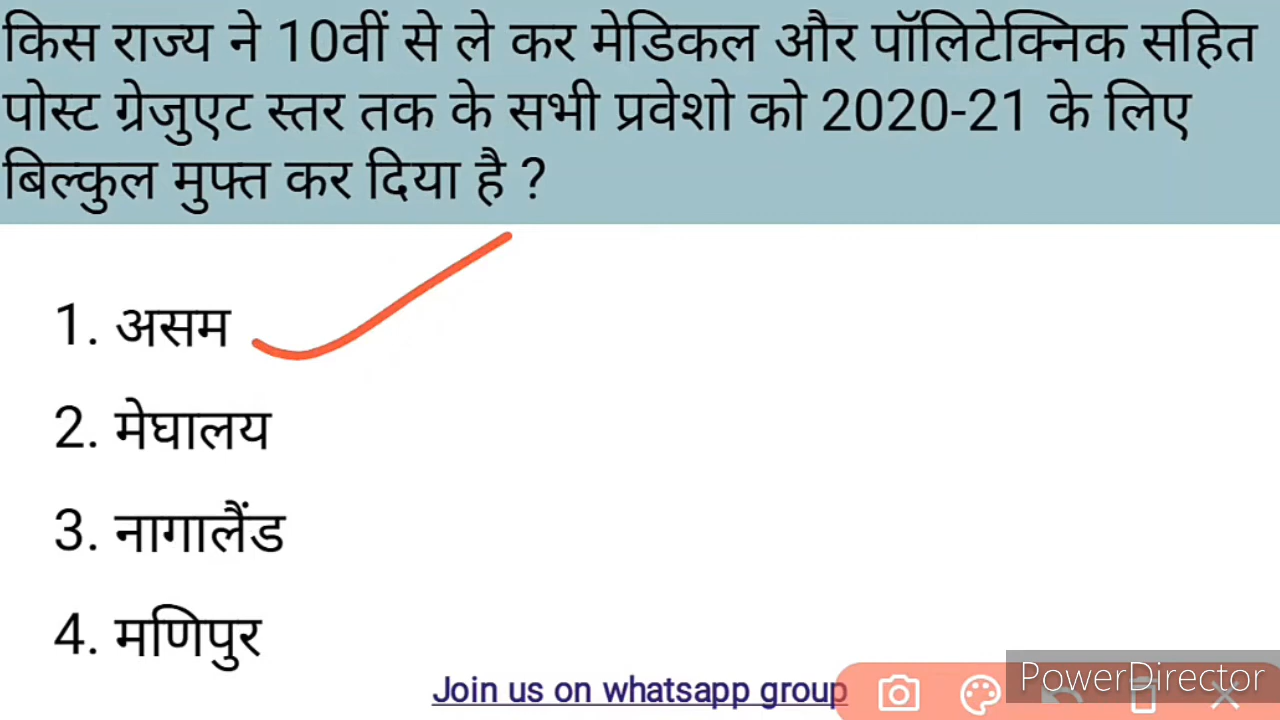 किस राज्य ने 10वीं से ले कर मेडिकल और पॉलिटेक्निक सहित
पोस्ट ग्रेजुएट स्तर तक के सभी प्रवेशो को 2020-21 के लिए
बिल्कुल मुफ्त कर दिया है ?
1. असम
2. मेघालय
3. नागालैंड
4. मणिपुर
Join us on whatsapp group
PowerDirector